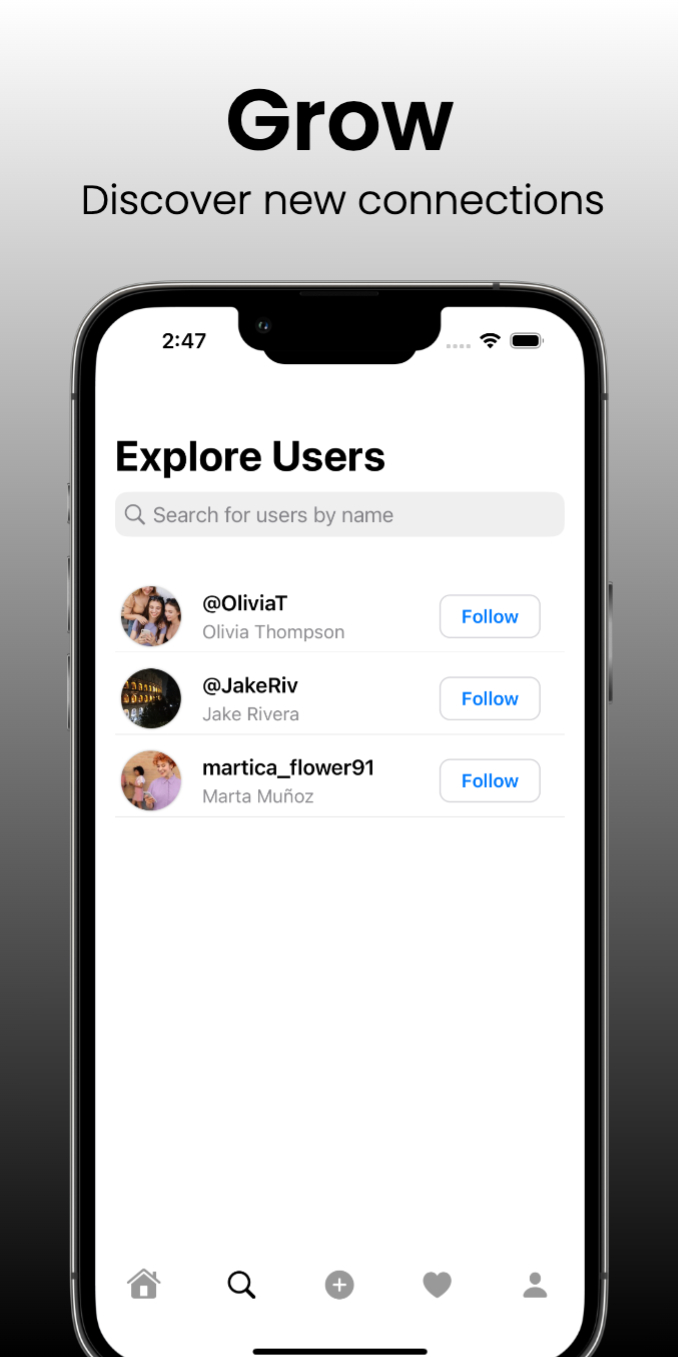 Grow
Discover new connections
2:47
Explore Users
Search for users by name
@OliviaT
Olivia Thompson
Follow
@JakeRiv
Jake Rivera
Follow
martica_flower91
Marta Muñoz
Follow